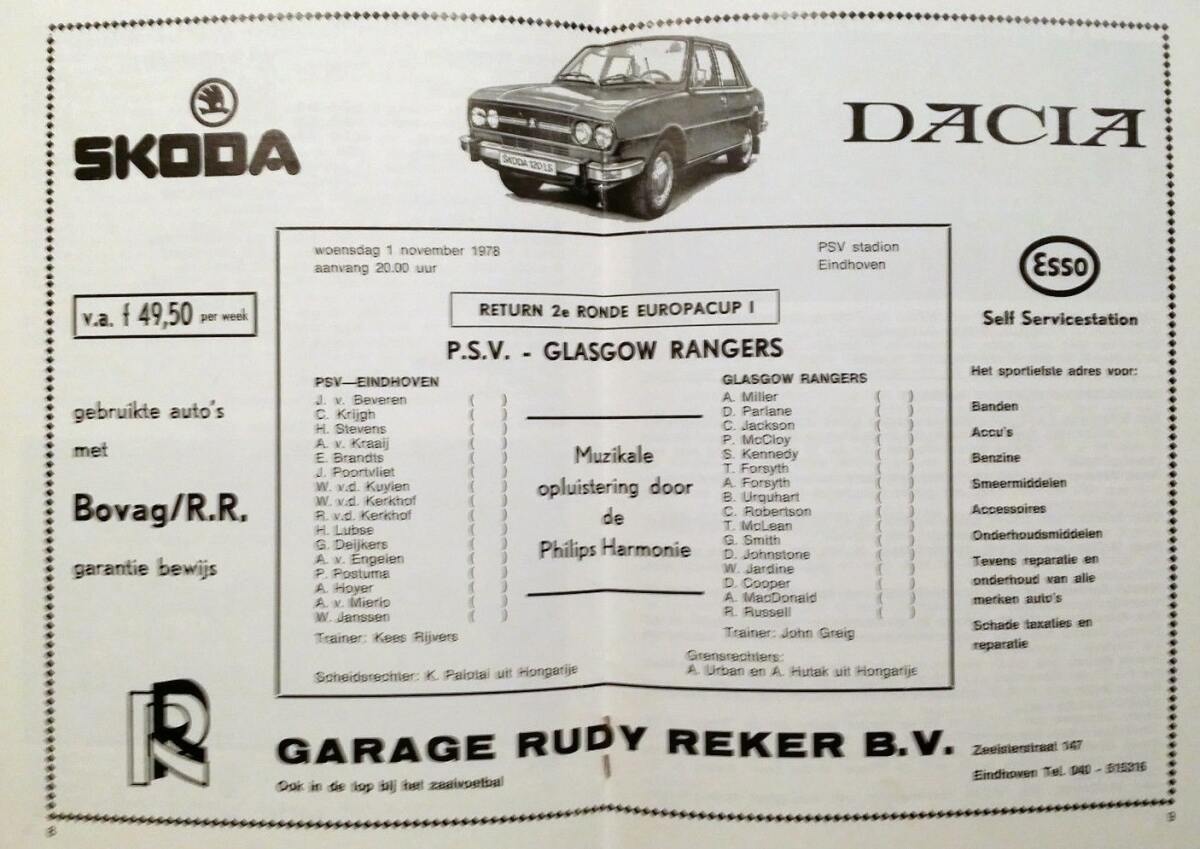 SKODA
SKODA 120 LS
DACIA
woensdag 1 november 1978
aanvang 20.00 uur
PSV stadion
Eindhoven
RETURN 2e RONDE EUROPACUP I
P.S.V. - GLASGOW RANGERS
PSV—EINDHOVEN
J. v. Beveren ( )
C. Krijgh ( )
H. Stevens ( )
A. v. Kraaij ( )
E. Brandts ( )
J. Poortvliet ( )
W. v.d. Kuylen ( )
W. v.d. Kerkhof ( )
R. v.d. Kerkhof ( )
H. Lubse ( )
G. Deijkers ( )
A. v. Engelen ( )
P. Postuma ( )
A. Hoyer ( )
A. v. Mierlo ( )
W. Janssen ( )
Trainer: Kees Rijvers
Scheidsrechter: K. Palotai uit Hongarije
Muzikale
opluistering door
de
Philips Harmonie
GLASGOW RANGERS
A. Miller ( )
D. Parlane ( )
C. Jackson ( )
P. McCloy ( )
S. Kennedy ( )
T. Forsyth ( )
A. Forsyth ( )
B. Urquhart ( )
C. Robertson ( )
T. McLean ( )
G. Smith ( )
D. Johnstone ( )
W. Jardine ( )
D. Cooper ( )
A. MacDonald ( )
R. Russell ( )
Trainer: John Greig
Grensrechters:
A. Urban en A. Hutak uit Hongarije
v.a. f 49,50 per week
gebruikte auto's
met
Bovag/R.R.
garantie bewijs
Esso
Self Servicestation
Het sportiefste adres voor:
Banden
Accu's
Benzine
Smeermiddelen
Accessoires
Onderhoudsmiddelen
Tevens reparatie en
onderhoud van alle
merken auto's
Schade taxaties en
reparatie
RR
GARAGE RUDY REKER B.V.
Ook in de top bij het zaalvoetbal
Zeelsterstraat 147
Eindhoven Tel. 040 - 515316
8
9